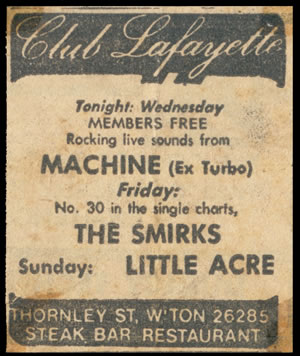 Club Lafayette
Tonight: Wednesday
MEMBERS FREE
Rocking live sounds from
MACHINE (Ex Turbo)
Friday:
No. 30 in the single charts,
THE SMIRKS
Sunday: LITTLE ACRE
THORNLEY ST, W'TON 26285
STEAK BAR RESTAURANT